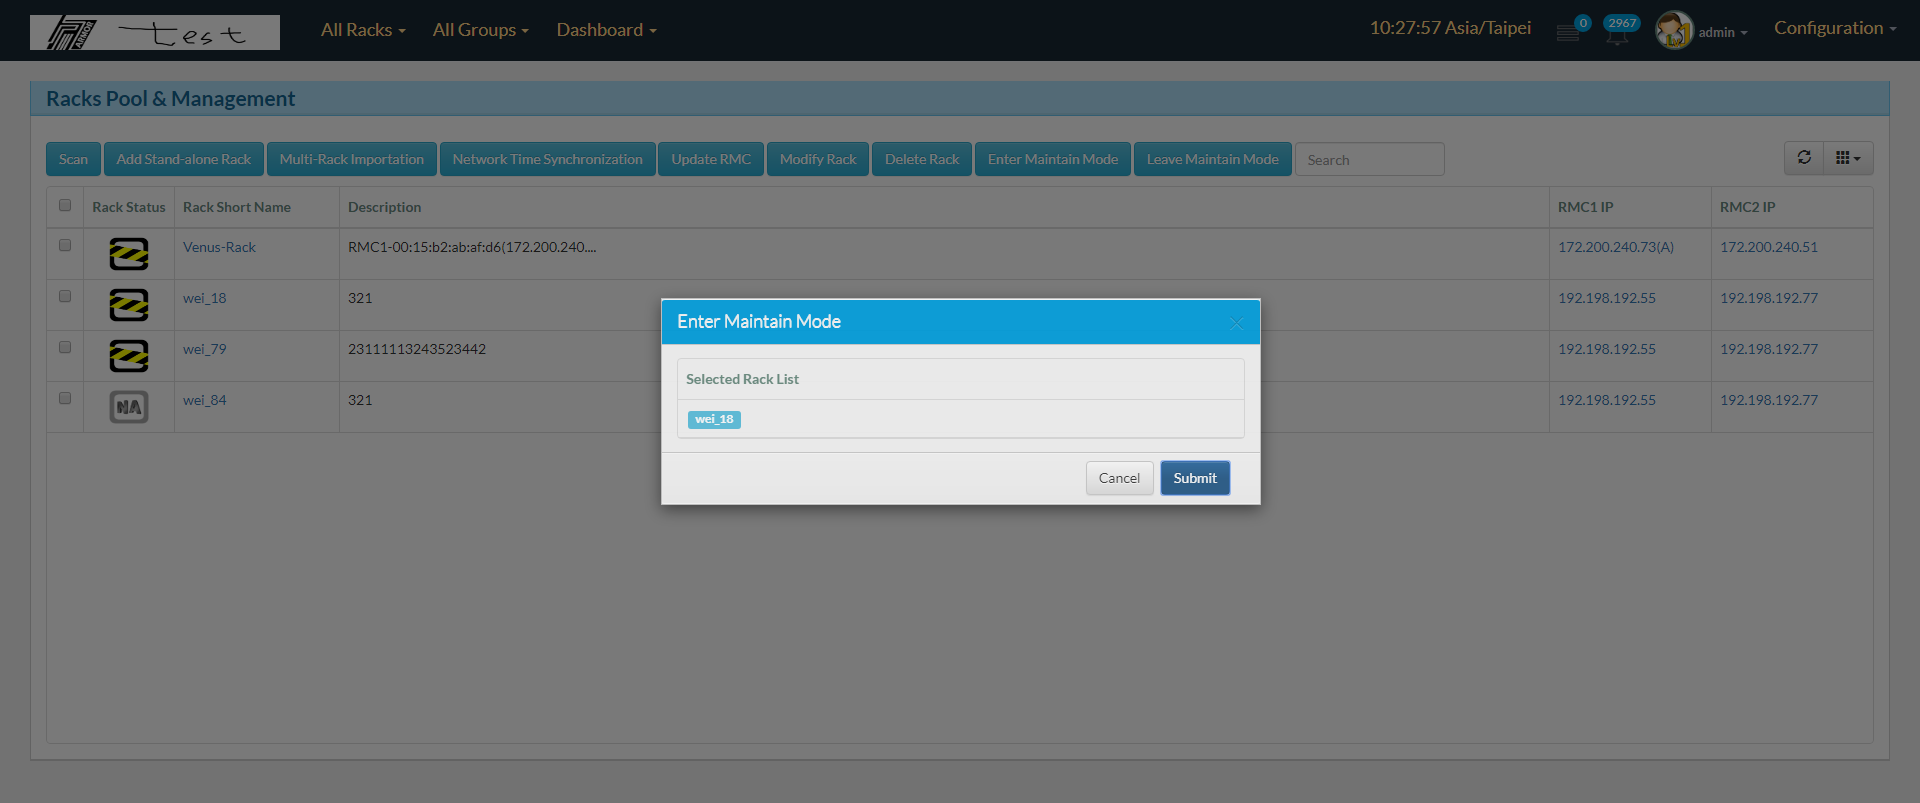 ARMOR test All Racks All Groups Dashboard 10:27:57 Asia/Taipei 0 2967 admin Configuration
Racks Pool & Management
Scan Add Stand-alone Rack Multi-Rack Importation Network Time Synchronization Update RMC Modify Rack Delete Rack Enter Maintain Mode Leave Maintain Mode Search
Rack Status Rack Short Name Description RMC1 IP RMC2 IP
Venus-Rack RMC1-00:15:b2:ab:af:d6(172.200.240.... 172.200.240.73(A) 172.200.240.51
wei_18 321 192.198.192.55 192.198.192.77
wei_79 23111113243523442 192.198.192.55 192.198.192.77
NA wei_84 321 192.198.192.55 192.198.192.77
Enter Maintain Mode
Selected Rack List
wei_18
Cancel Submit